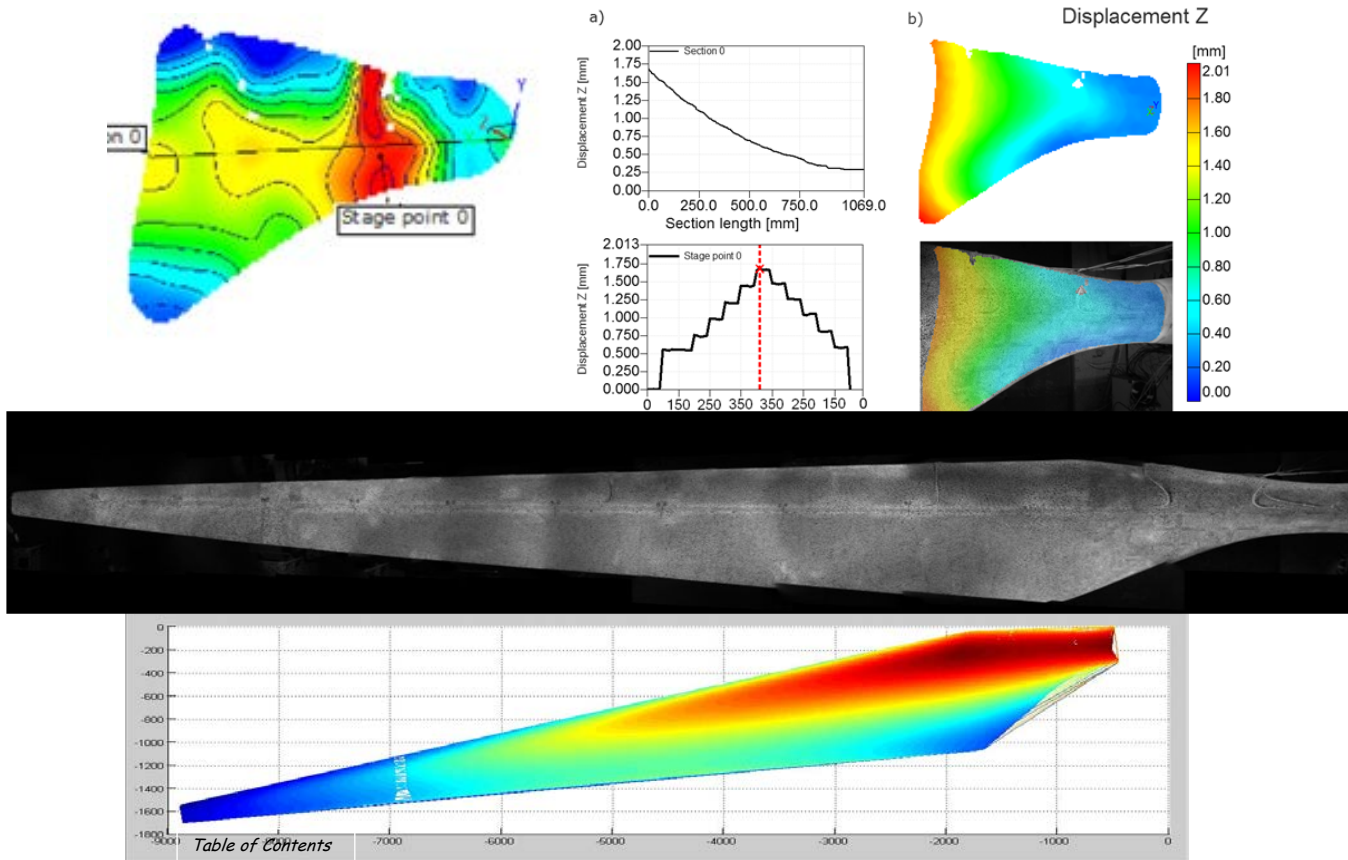 on 0
Y
Z
Stage point 0
a)
2.00
1.75
1.50
1.25
1.00
0.75
0.50
0.25
0.00
Displacement Z [mm]
Section 0
0.0 250.0 500.0 750.0 1069.0
Section length [mm]
2.013
1.750
1.500
1.250
1.000
0.750
0.500
0.250
0.000
Displacement Z [mm]
Stage point 0
0 150 350 350 250 0
b)
Displacement Z
[mm]
2.01
1.80
1.60
1.40
1.20
1.00
0.80
0.60
0.40
0.20
0.00
0
-200
-400
-600
-800
-1000
-1200
-1400
-1600
-1800
-9000 -7000 -6000 -5000 -4000 -3000 -2000 -1000 0
Table of Contents